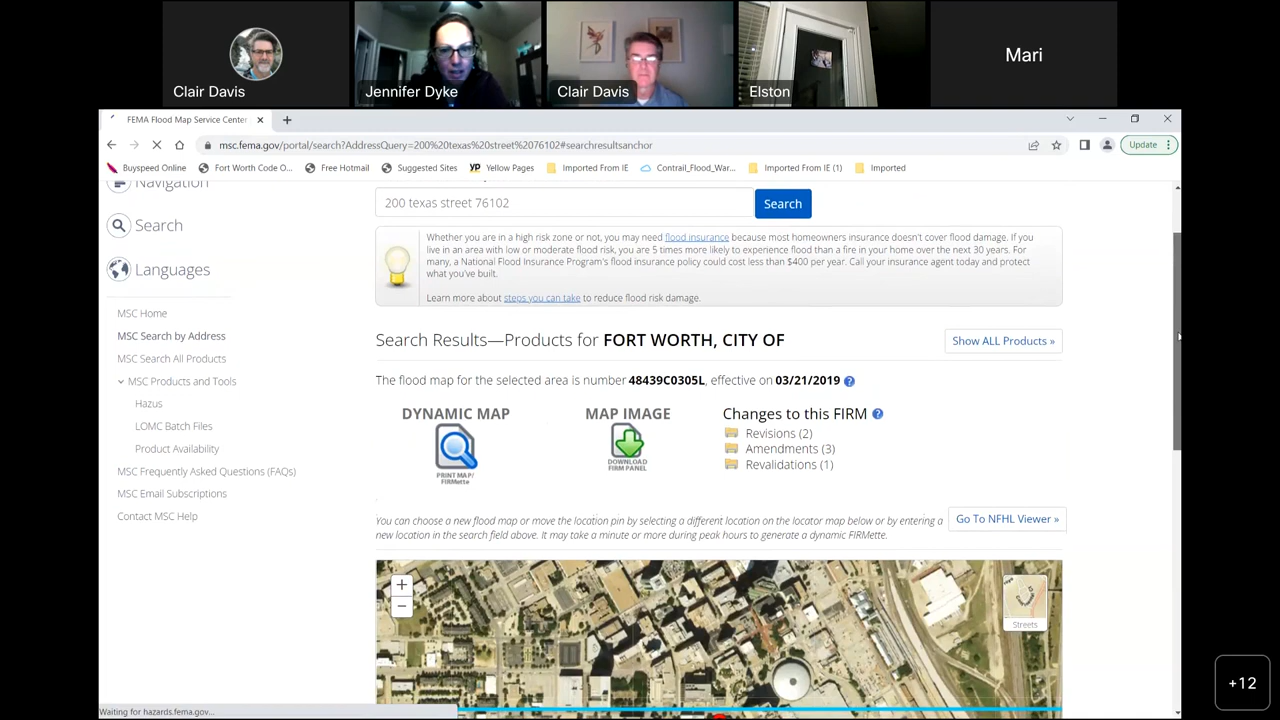 Clair Davis
Jennifer Dyke
Clair Davis
Elston
Mari
FEMA Flood Map Service Cente
msc.fema.gov/portal/search?AddressQuery=200%20texas%20street%2076102#searchresultsanchor
Update
Buyspeed Online
Fort Worth Code O...
Free Hotmail
Suggested Sites
YP Yellow Pages
Imported From IE
Contrail_Flood_War...
Imported From IE (1)
Imported
Navigation
Search
Languages
MSC Home
MSC Search by Address
MSC Search All Products
MSC Products and Tools
Hazus
LOMC Batch Files
Product Availability
MSC Frequently Asked Questions (FAQs)
MSC Email Subscriptions
Contact MSC Help
200 texas street 76102
Search
Whether you are in a high risk zone or not, you may need flood insurance because most homeowners insurance doesn't cover flood damage. If you
live in an area with low or moderate flood risk, you are 5 times more likely to experience flood than a fire in your home over the next 30 years. For
many, a National Flood Insurance Program's flood insurance policy could cost less than $400 per year. Call your insurance agent today and protect
what you've built.
Learn more about steps you can take to reduce flood risk damage.
Search Results—Products for FORT WORTH, CITY OF
Show ALL Products »
The flood map for the selected area is number 48439C0305L, effective on 03/21/2019 ?
DYNAMIC MAP
PRINT MAP/
FIRMette
MAP IMAGE
DOWNLOAD
FIRM PANEL
Changes to this FIRM ?
Revisions (2)
Amendments (3)
Revalidations (1)
You can choose a new flood map or move the location pin by selecting a different location on the locator map below or by entering a
new location in the search field above. It may take a minute or more during peak hours to generate a dynamic FIRMette.
Go To NFHL Viewer »
+
−
Streets
Waiting for hazards.fema.gov...
+12